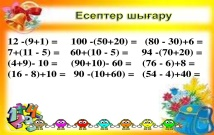 Есептер шығару
12 -(9+1) = 100 -(50+20) = (80 - 30)+6 =
7+(11 - 5) = 60+(10 - 5) = 94 -(70+20) =
(4+9)- 10 = (90+10)- 60 = (76 - 6)+8 =
(16 - 8)+10 = 90 -(10+60) = (54 - 4)+40 =